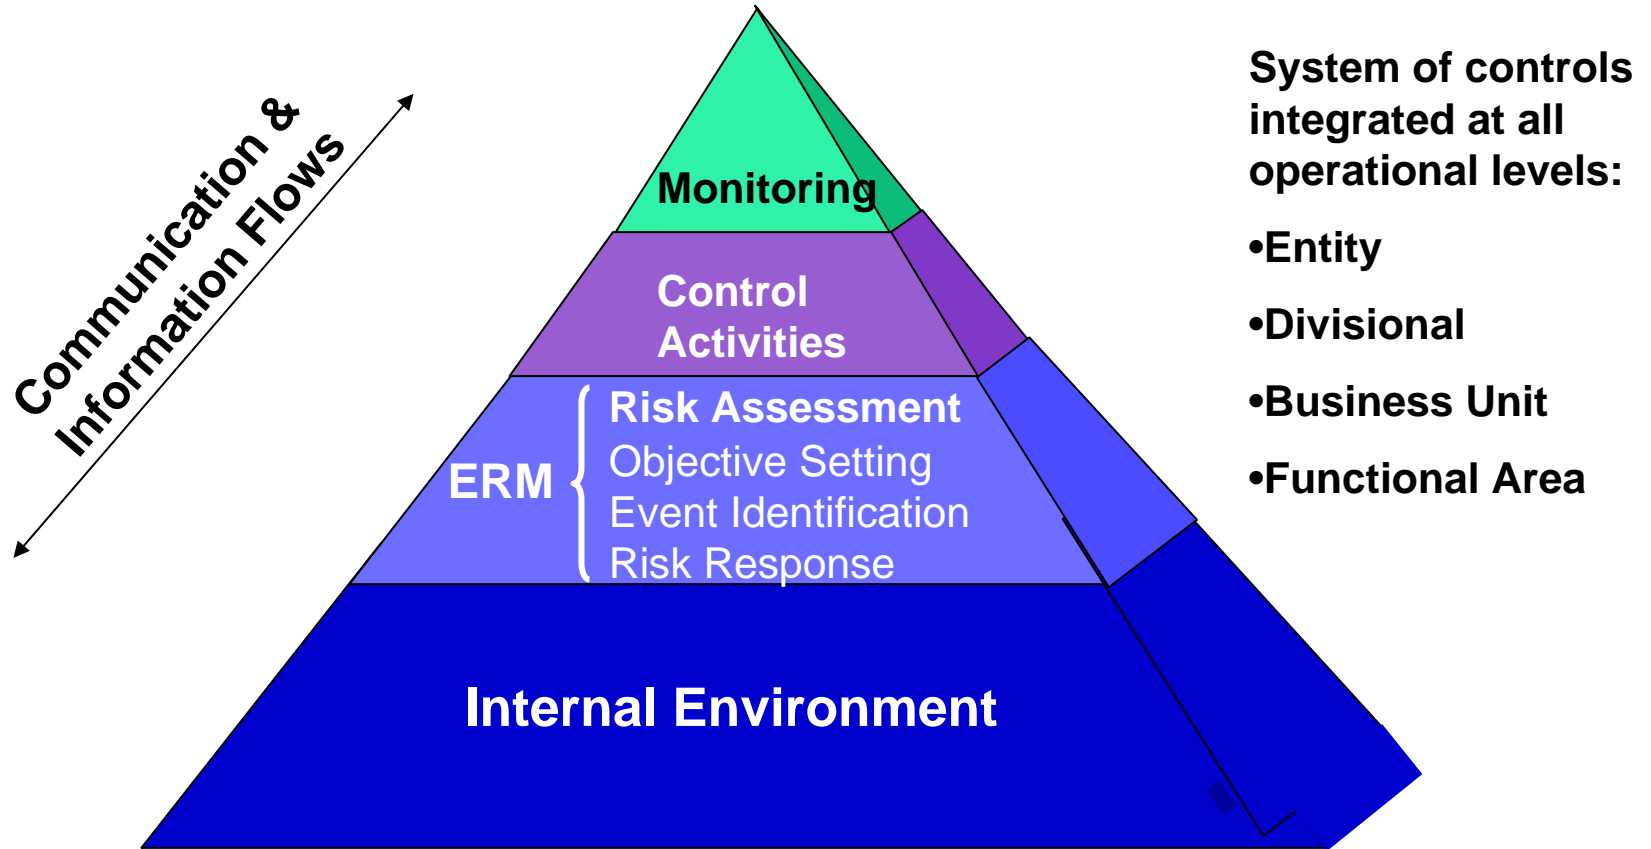 Communication &
Information Flows
Monitoring
Control
Activities
ERM
Risk Assessment
Objective Setting
Event Identification
Risk Response
Internal Environment
System of controls
integrated at all
operational levels:
•Entity
•Divisional
•Business Unit
•Functional Area